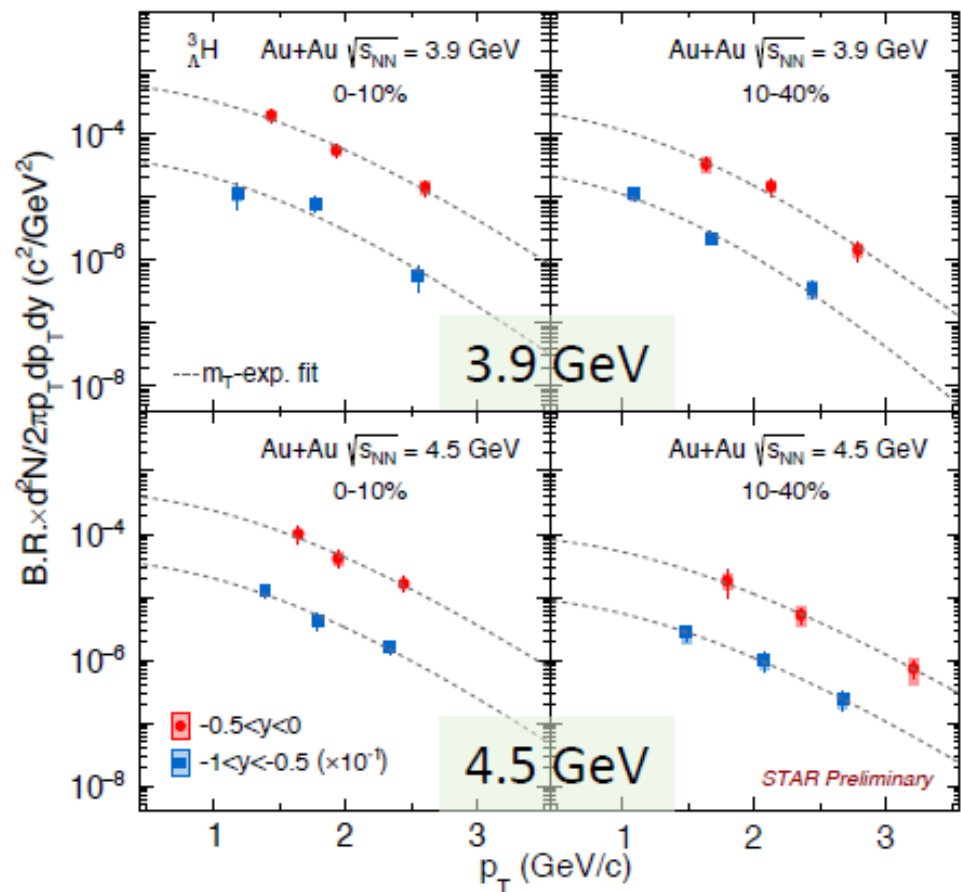 ³ΛH Au+Au √sNN = 3.9 GeV
0-10%
Au+Au √sNN = 3.9 GeV
10-40%
10⁻⁴
10⁻⁶
10⁻⁸
B.R.×d²N/2πpTdpTdy (c²/GeV²)
---mT-exp. fit
3.9 GeV
Au+Au √sNN = 4.5 GeV
0-10%
Au+Au √sNN = 4.5 GeV
10-40%
10⁻⁴
10⁻⁶
10⁻⁸
-0.5<y<0
-1<y<-0.5 (×10⁻¹)
4.5 GeV
STAR Preliminary
1 2 3 1 2 3
pT (GeV/c)